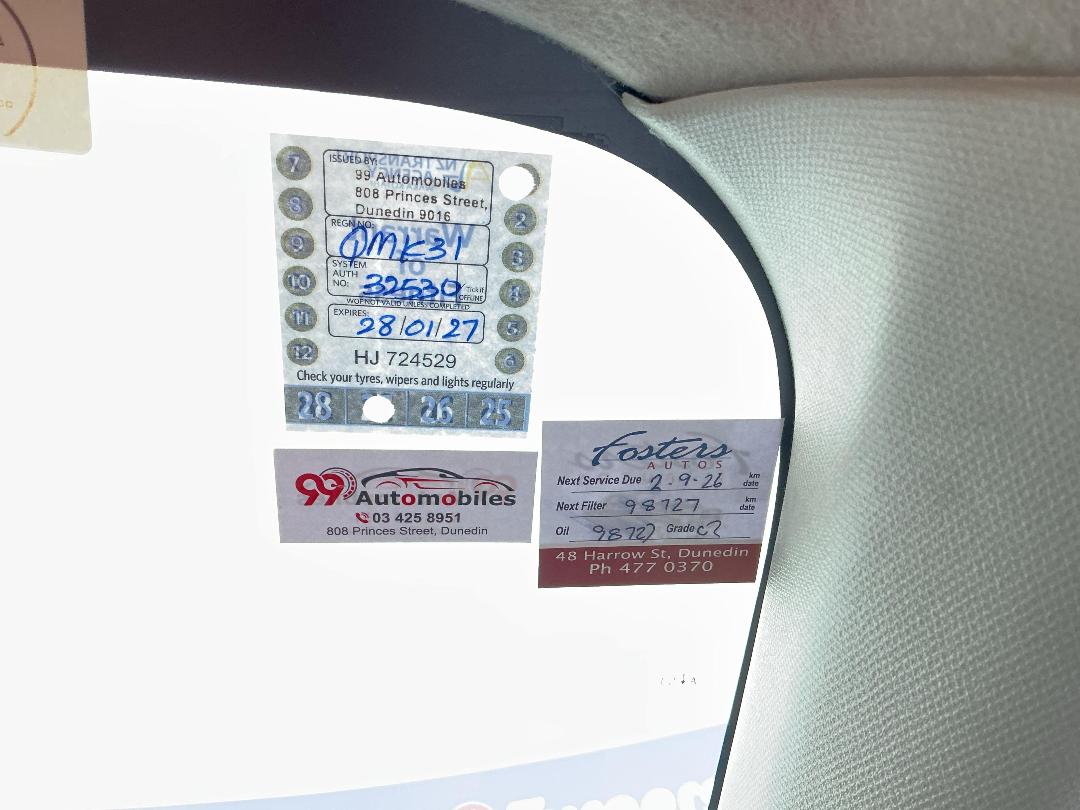 7
8
9
10
11
12
ISSUED BY:
99 Automobiles
808 Princes Street,
Dunedin 9016
REGN NO:
QMK31
SYSTEM
AUTH
NO:
32530
Tick if
OFFLINE
WOF NOT VALID UNLESS COMPLETED
EXPIRES:
28/01/27
HJ 724529
2
3
4
5
6
Check your tyres, wipers and lights regularly
28 26 25
99 Automobiles
03 425 8951
808 Princes Street, Dunedin
Fosters
AUTOS
Next Service Due 2-9-26 km date
Next Filter 98727 km date
Oil 98727 Grade
48 Harrow St, Dunedin
Ph 477 0370